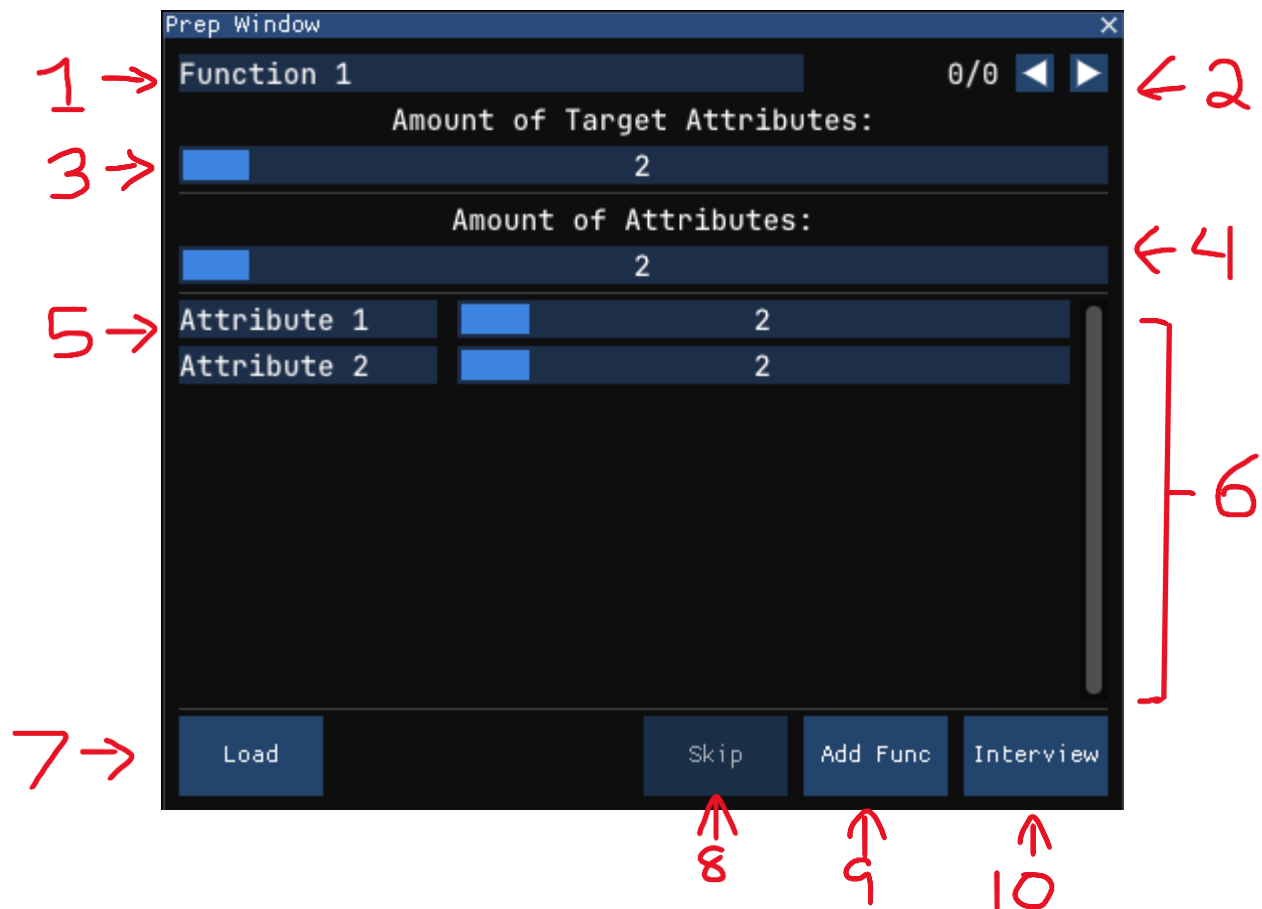 Prep Window
1 → Function 1 0/0 ← 2
Amount of Target Attributes:
3 → 2
Amount of Attributes:
2 ← 4
5 → Attribute 1 2
Attribute 2 2
6
7 → Load Skip Add Func Interview
8 9 10